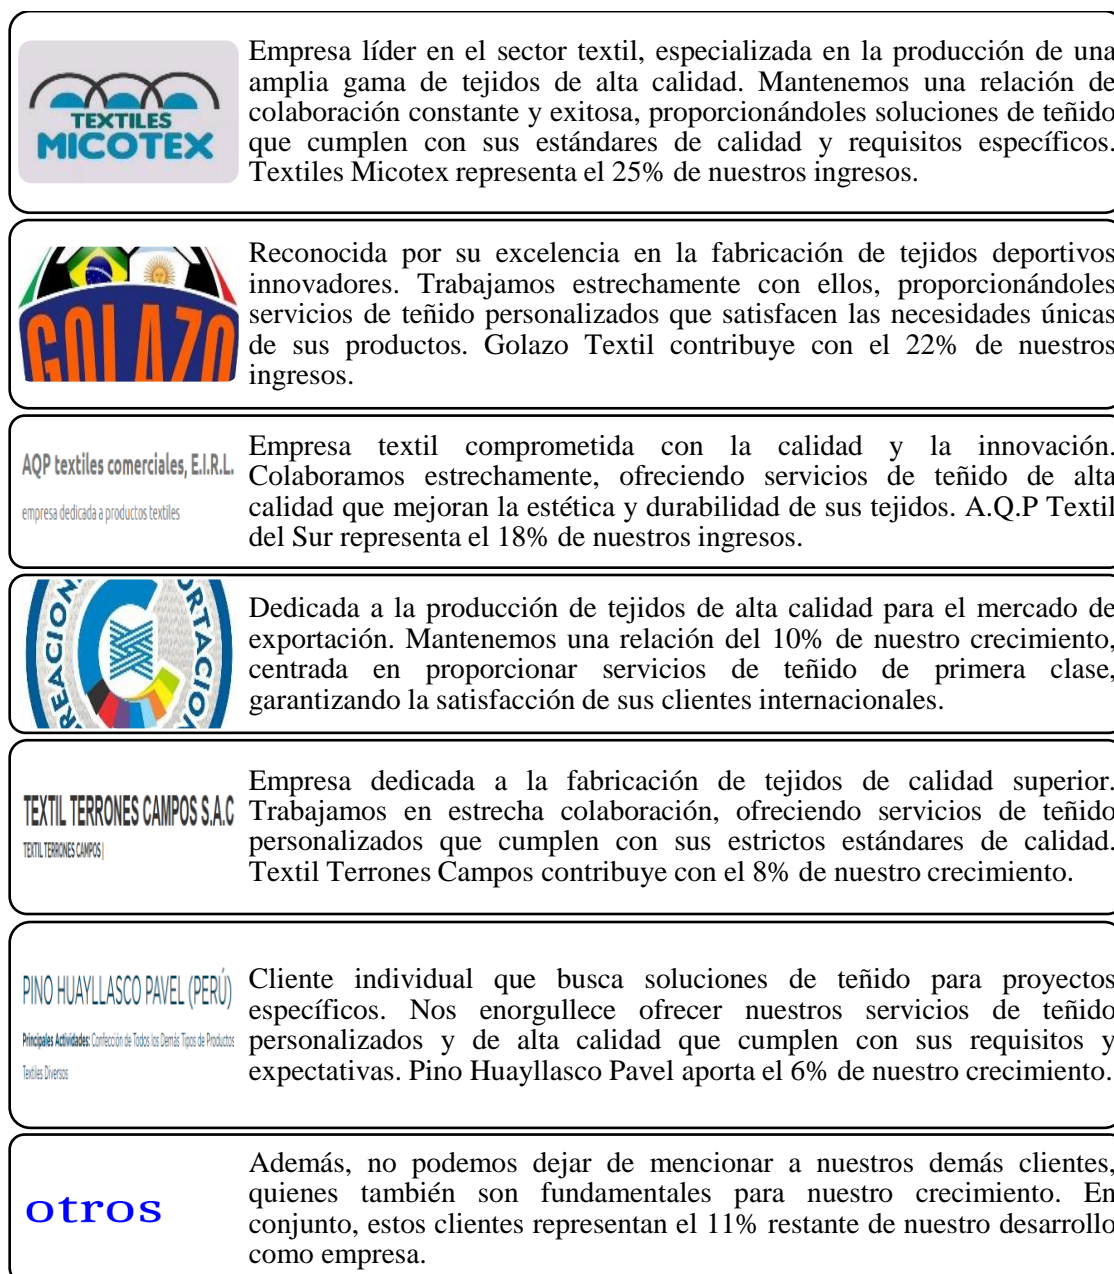 TEXTILES
MICOTEX
Empresa líder en el sector textil, especializada en la producción de una
amplia gama de tejidos de alta calidad. Mantenemos una relación de
colaboración constante y exitosa, proporcionándoles soluciones de teñido
que cumplen con sus estándares de calidad y requisitos específicos.
Textiles Micotex representa el 25% de nuestros ingresos.
GOLAZO
Reconocida por su excelencia en la fabricación de tejidos deportivos
innovadores. Trabajamos estrechamente con ellos, proporcionándoles
servicios de teñido personalizados que satisfacen las necesidades únicas
de sus productos. Golazo Textil contribuye con el 22% de nuestros
ingresos.
AQP textiles comerciales, E.I.R.L.
empresa dedicada a productos textiles
Empresa textil comprometida con la calidad y la innovación.
Colaboramos estrechamente, ofreciendo servicios de teñido de alta
calidad que mejoran la estética y durabilidad de sus tejidos. A.Q.P Textil
del Sur representa el 18% de nuestros ingresos.
REACION
ORTACION
Dedicada a la producción de tejidos de alta calidad para el mercado de
exportación. Mantenemos una relación del 10% de nuestro crecimiento,
centrada en proporcionar servicios de teñido de primera clase,
garantizando la satisfacción de sus clientes internacionales.
TEXTIL TERRONES CAMPOS S.A.C
TEXTIL TERRONES CAMPOS |
Empresa dedicada a la fabricación de tejidos de calidad superior.
Trabajamos en estrecha colaboración, ofreciendo servicios de teñido
personalizados que cumplen con sus estrictos estándares de calidad.
Textil Terrones Campos contribuye con el 8% de nuestro crecimiento.
PINO HUAYLLASCO PAVEL (PERÚ)
Principales Actividades: Confección de Todos los Demás Tipos de Productos
Textiles Diversos
Cliente individual que busca soluciones de teñido para proyectos
específicos. Nos enorgullece ofrecer nuestros servicios de teñido
personalizados y de alta calidad que cumplen con sus requisitos y
expectativas. Pino Huayllasco Pavel aporta el 6% de nuestro crecimiento.
otros
Además, no podemos dejar de mencionar a nuestros demás clientes,
quienes también son fundamentales para nuestro crecimiento. En
conjunto, estos clientes representan el 11% restante de nuestro desarrollo
como empresa.